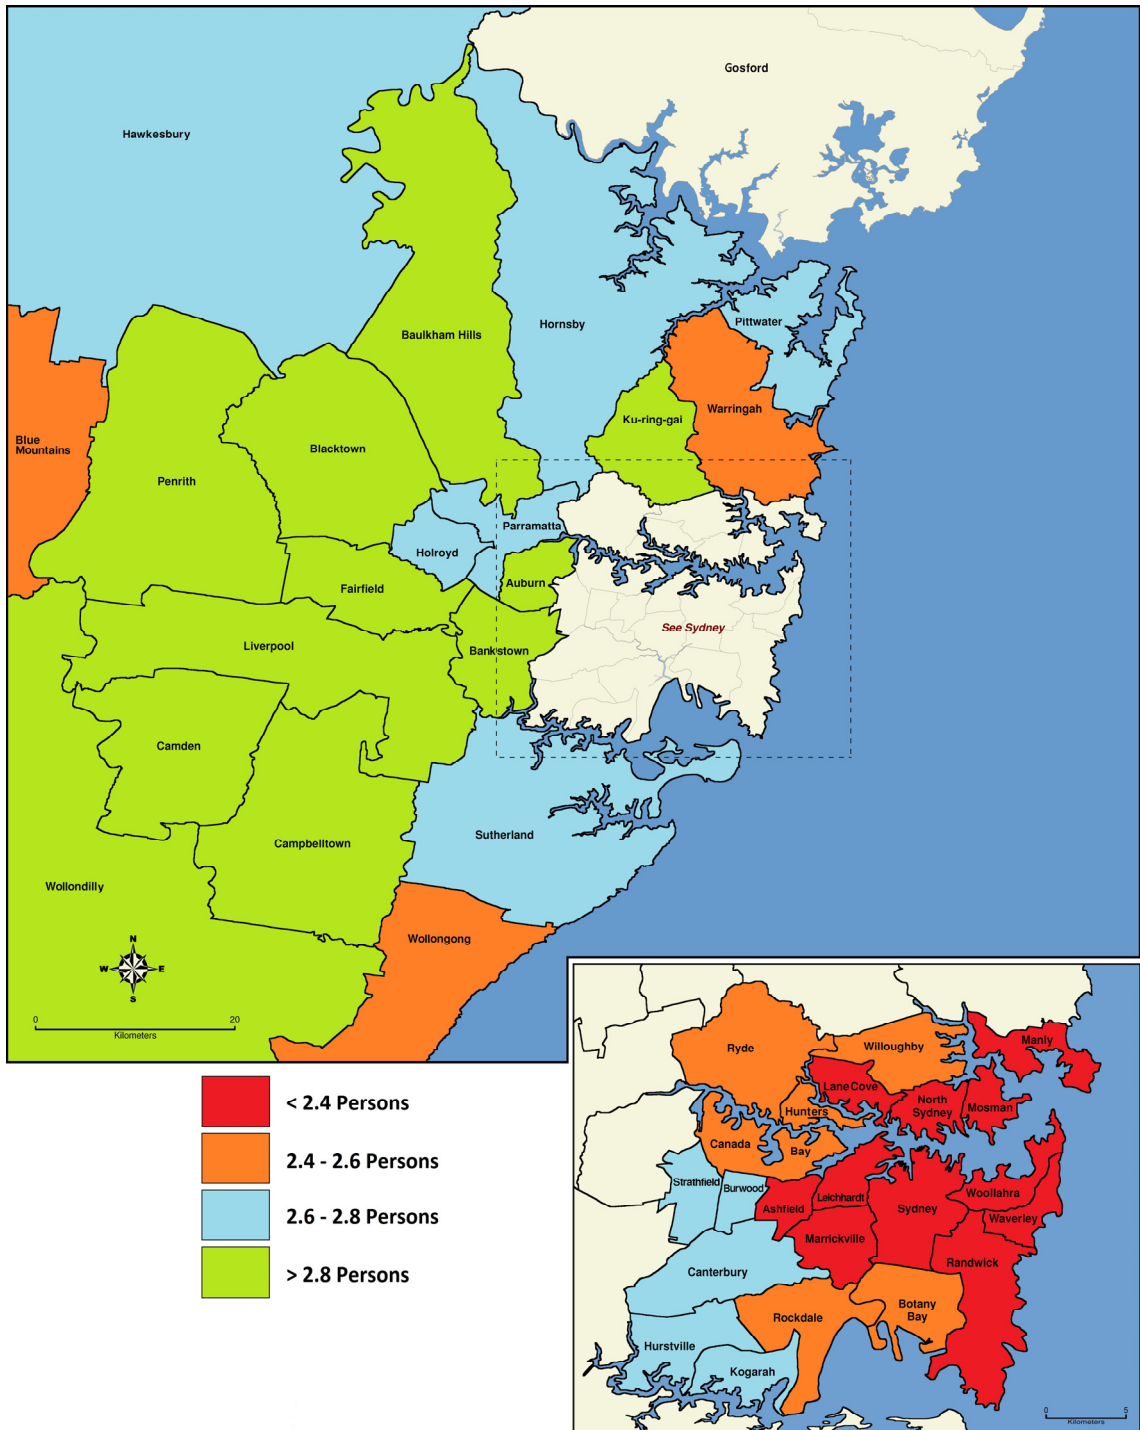 Gosford
Hawkesbury
Hornsby
Pittwater
Baulkham Hills
Ku-ring-gai
Warringah
Blue
Mountains
Blacktown
Penrith
Parramatta
Holroyd
Auburn
Fairfield
See Sydney
Liverpool
Bankstown
Camden
Sutherland
Campbelltown
Wollondilly
Wollongong
N
W
E
S
0
20
Kilometers
Ryde
Willoughby
Manly
Lane Cove
North
Sydney
Mosman
Hunters
Canada
Bay
Strathfield
Burwood
Ashfield
Leichhardt
Sydney
Woollahra
Waverley
Marrickville
Randwick
Canterbury
Rockdale
Botany
Bay
Hurstville
Kogarah
0
5
Kilometers
< 2.4 Persons
2.4 - 2.6 Persons
2.6 - 2.8 Persons
> 2.8 Persons